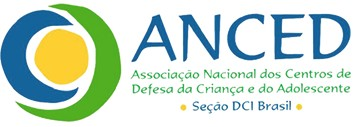 ANCED
Associação Nacional dos Centros de
Defesa da Criança e do Adolescente
• Seção DCI Brasil •